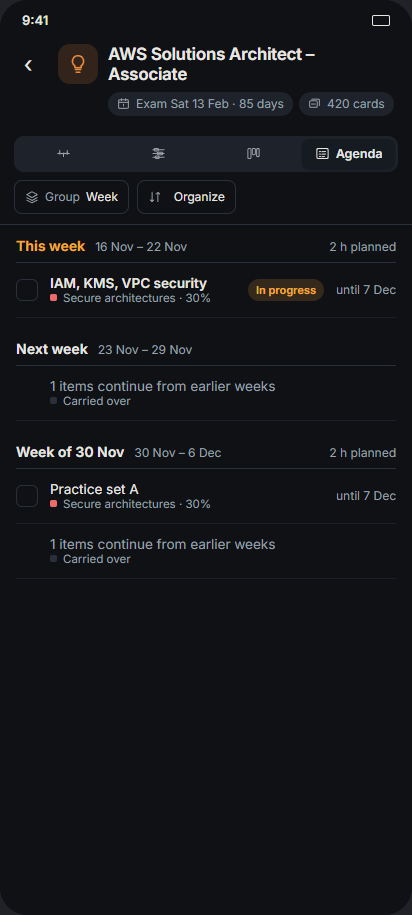 9:41
AWS Solutions Architect –
Associate
Exam Sat 13 Feb · 85 days
420 cards
Agenda
Group Week
Organize
This week 16 Nov – 22 Nov 2 h planned
IAM, KMS, VPC security In progress until 7 Dec
Secure architectures · 30%
Next week 23 Nov – 29 Nov
1 items continue from earlier weeks
Carried over
Week of 30 Nov 30 Nov – 6 Dec 2 h planned
Practice set A until 7 Dec
Secure architectures · 30%
1 items continue from earlier weeks
Carried over